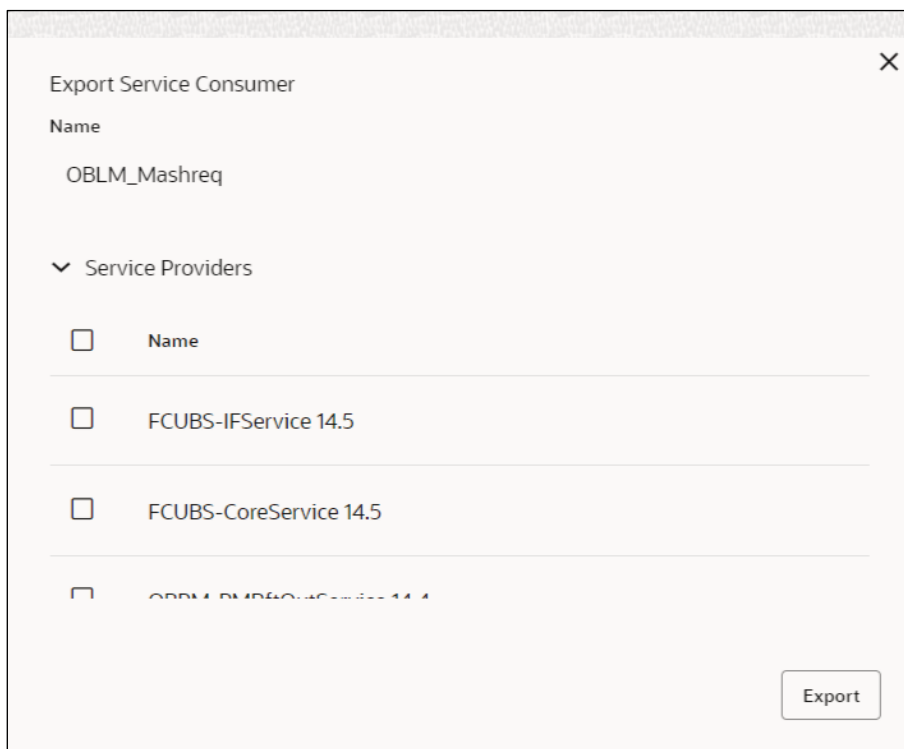 Export Service Consumer
Name
OBLM_Mashreq
Service Providers
Name
FCUBS-IFService 14.5
FCUBS-CoreService 14.5
Export